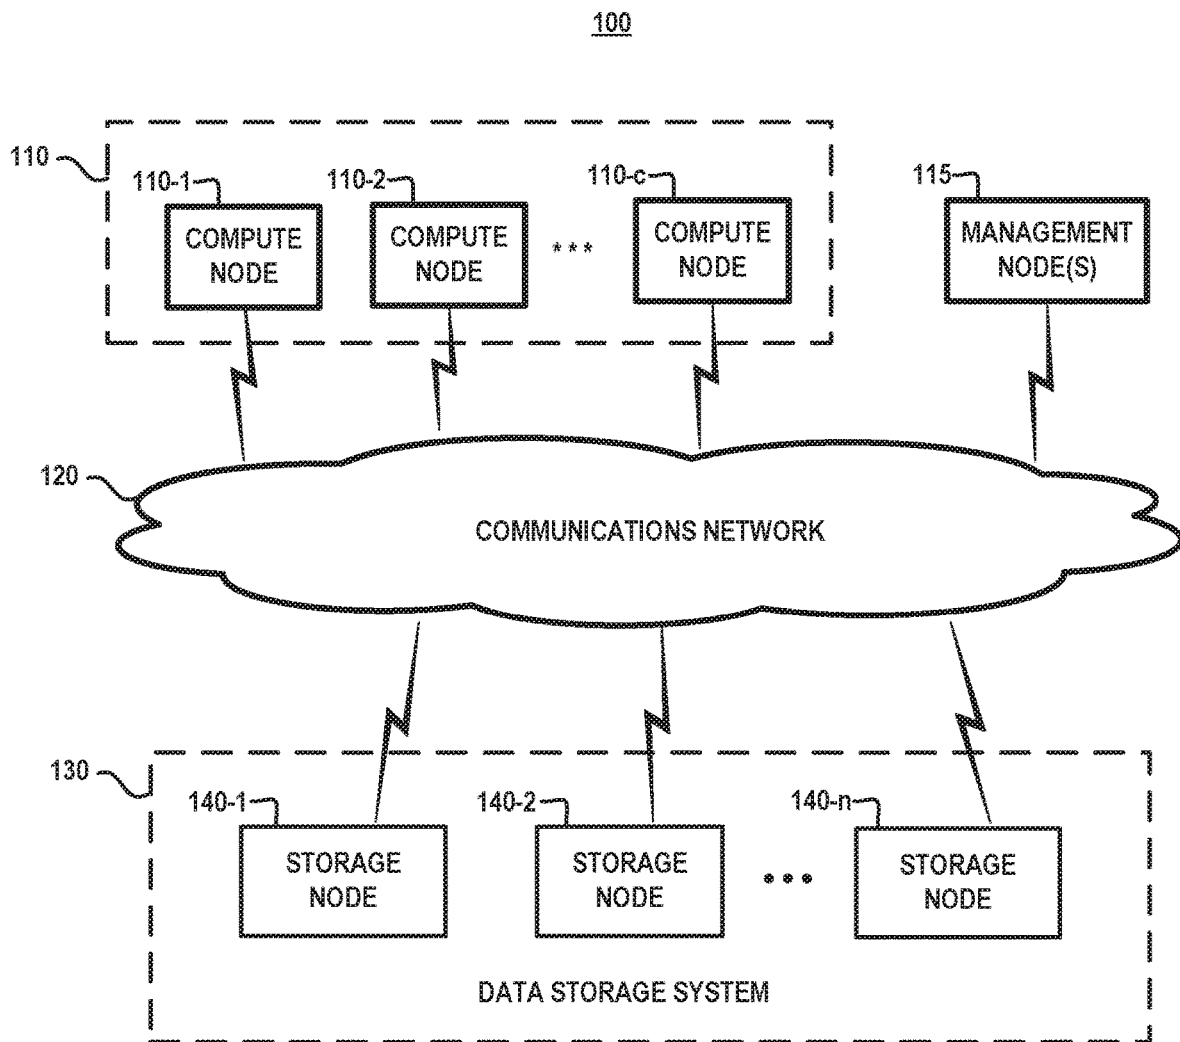 100
110
110-1
110-2
110-c
115
COMPUTE
NODE
COMPUTE
NODE
***
COMPUTE
NODE
MANAGEMENT
NODE(S)
120
COMMUNICATIONS NETWORK
130
140-1
140-2
140-n
STORAGE
NODE
STORAGE
NODE
•••
STORAGE
NODE
DATA STORAGE SYSTEM